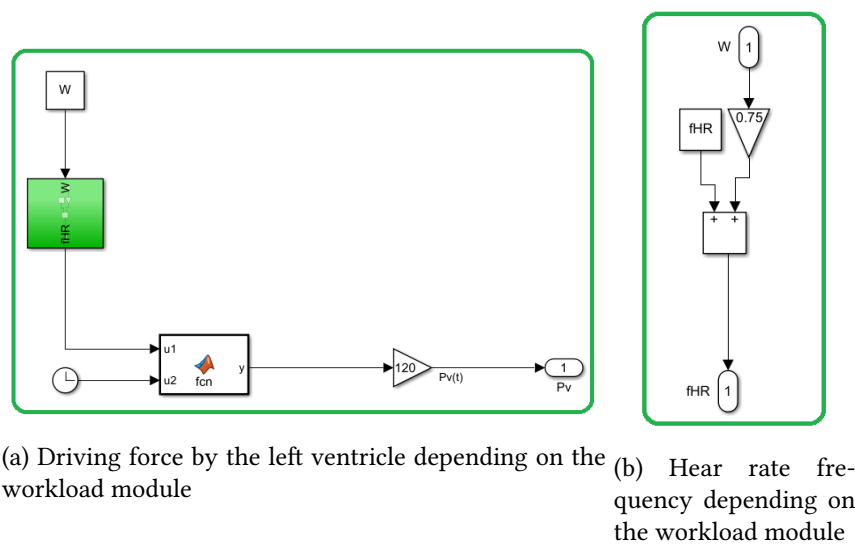 W
W
fHR
u1
u2
fcn
y
120
Pv(t)
1
Pv
(a) Driving force by the left ventricle depending on the
workload module
W 1
fHR
0.75
+ +
fHR 1
(b) Hear rate fre-
quency depending on
the workload module